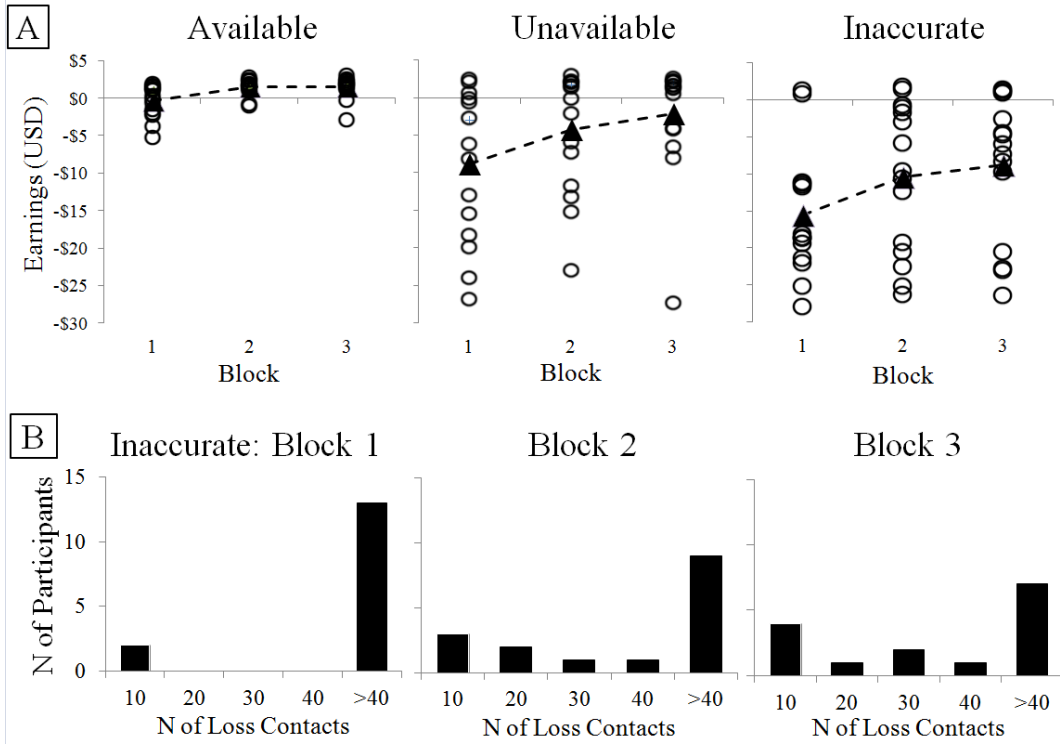 A
Available Unavailable Inaccurate
Earnings (USD)
$5
$0
-$5
-$10
-$15
-$20
-$25
-$30
1 2 3 1 2 3 1 2 3
Block Block Block
B
Inaccurate: Block 1 Block 2 Block 3
N of Participants
15
10
5
0
10 20 30 40 >40 10 20 30 40 >40 10 20 30 40 >40
N of Loss Contacts N of Loss Contacts N of Loss Contacts